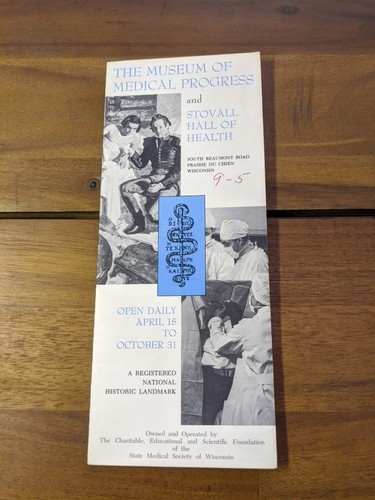 THE MUSEUM OF
MEDICAL PROGRESS
and
STOVALL
HALL OF
HEALTH
SOUTH BEAUMONT ROAD
PRAIRIE DU CHIEN
WISCONSIN
9-5
OPEN DAILY
APRIL 15
TO
OCTOBER 31
A REGISTERED
NATIONAL
HISTORIC LANDMARK
Owned and Operated by
The Charitable, Educational and Scientific Foundation
of the
State Medical Society of Wisconsin